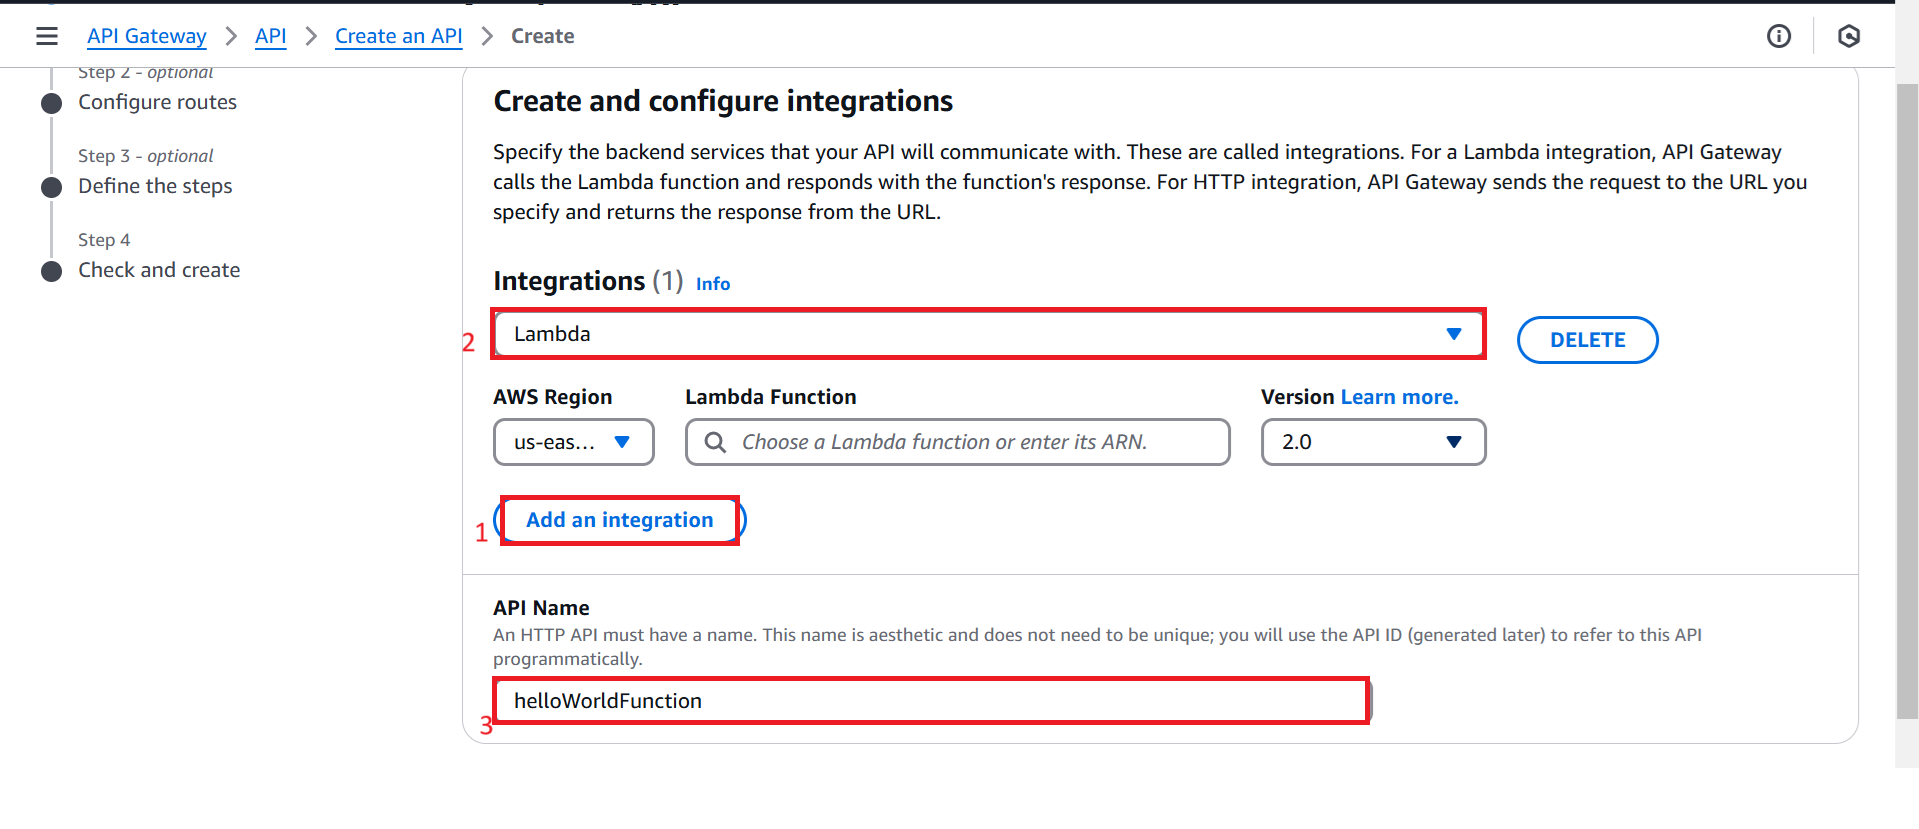 API Gateway > API > Create an API > Create
Step 2 - optional
Configure routes
Step 3 - optional
Define the steps
Step 4
Check and create
Create and configure integrations
Specify the backend services that your API will communicate with. These are called integrations. For a Lambda integration, API Gateway
calls the Lambda function and responds with the function's response. For HTTP integration, API Gateway sends the request to the URL you
specify and returns the response from the URL.
Integrations (1) Info
2 Lambda
DELETE
AWS Region Lambda Function Version Learn more.
us-eas... Choose a Lambda function or enter its ARN. 2.0
1 Add an integration
API Name
An HTTP API must have a name. This name is aesthetic and does not need to be unique; you will use the API ID (generated later) to refer to this API
programmatically.
helloWorldFunction
3